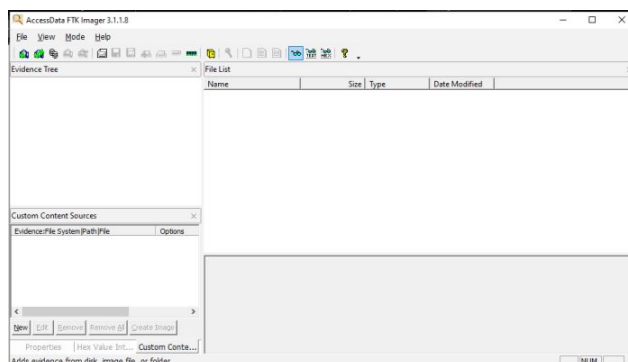 AccessData FTK Imager 3.1.1.8
File View Mode Help
Evidence Tree
File List
Name Size Type Date Modified
Custom Content Sources
Evidence:File System|Path|File Options
New Edit Remove Remove All Create Image
Properties Hex Value Int... Custom Conte...
Adds evidence from disk, image file, or folder
NUM